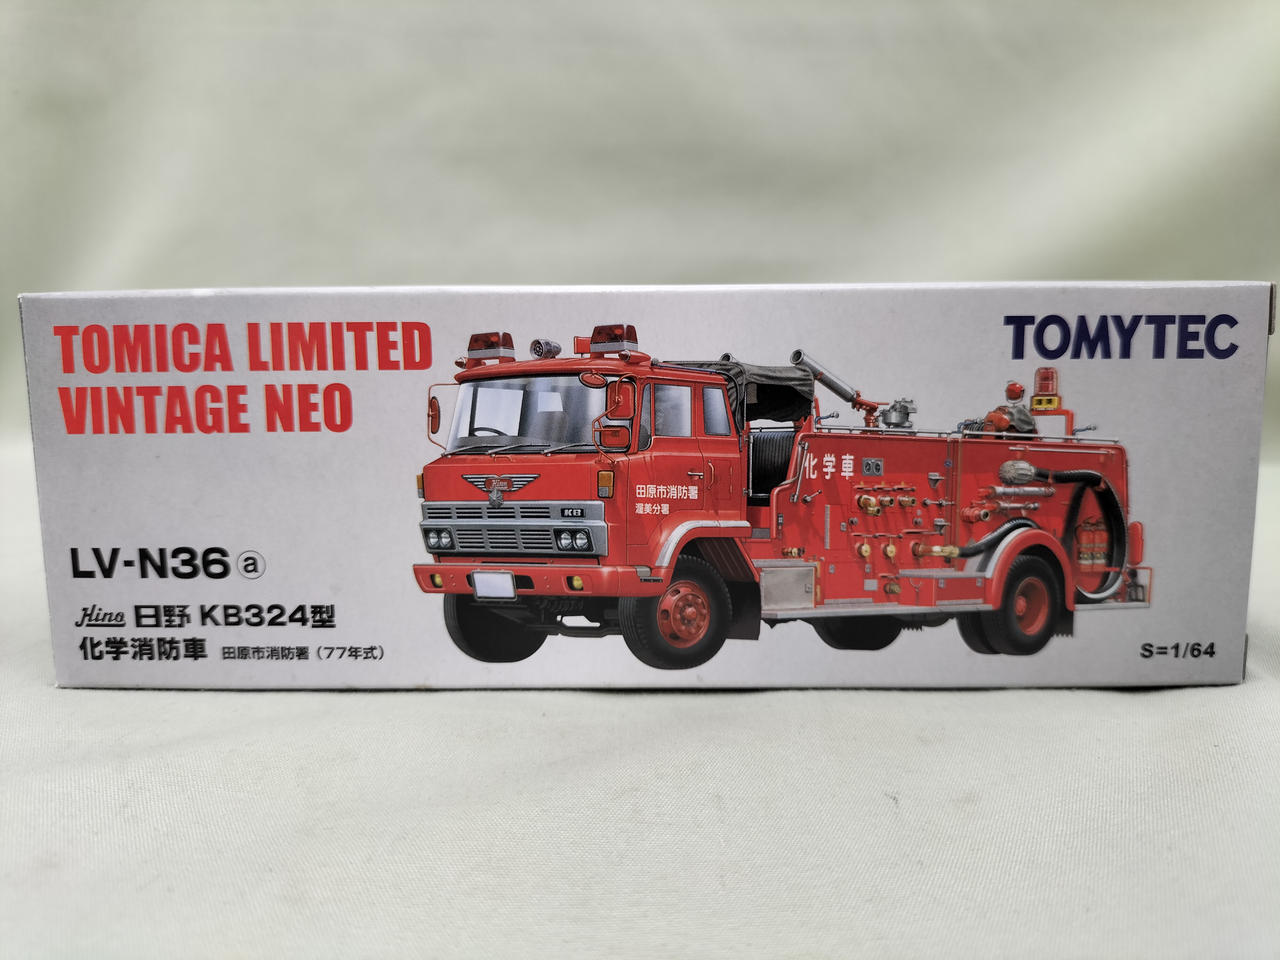 TOMICA LIMITED
VINTAGE NEO
TOMYTEC
LV-N36 ⓐ
Hino 日野 KB324型
化学消防車 田原市消防署(77年式)
Hino
KB
田原市消防署
渥美分署
化学車
S=1/64